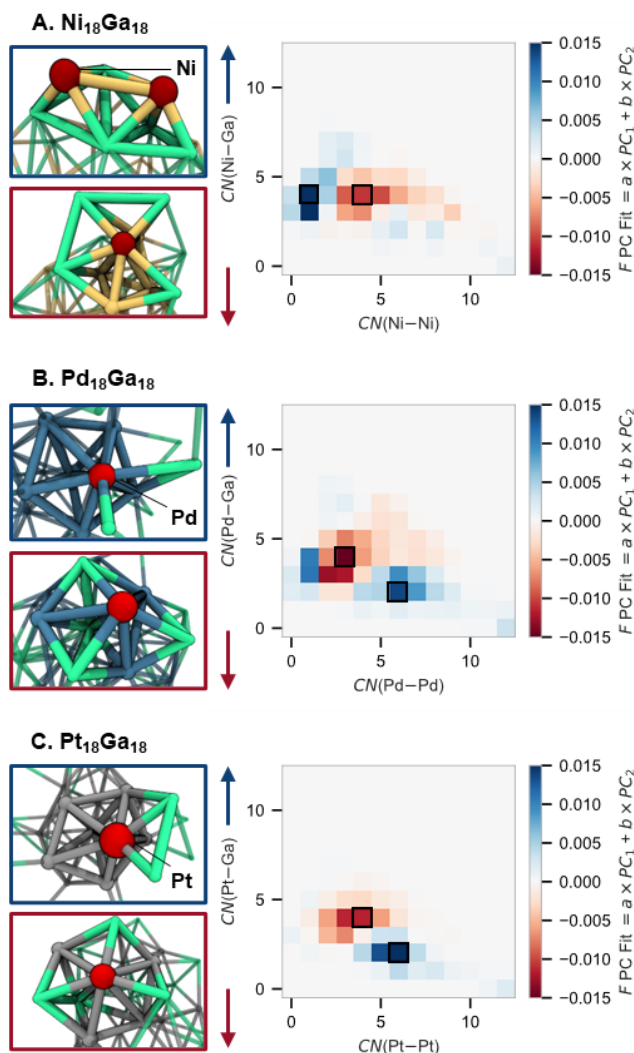 A. Ni₁₈Ga₁₈
Ni
CN(Ni−Ga)
10
5
0
0
5
10
CN(Ni−Ni)
0.015
0.010
0.005
0.000
−0.005
−0.010
−0.015
F PC Fit = a × PC₁ + b × PC₂
B. Pd₁₈Ga₁₈
Pd
CN(Pd−Ga)
10
5
0
0
5
10
CN(Pd−Pd)
0.015
0.010
0.005
0.000
−0.005
−0.010
−0.015
F PC Fit = a × PC₁ + b × PC₂
C. Pt₁₈Ga₁₈
Pt
CN(Pt−Ga)
10
5
0
0
5
10
CN(Pt−Pt)
0.015
0.010
0.005
0.000
−0.005
−0.010
−0.015
F PC Fit = a × PC₁ + b × PC₂